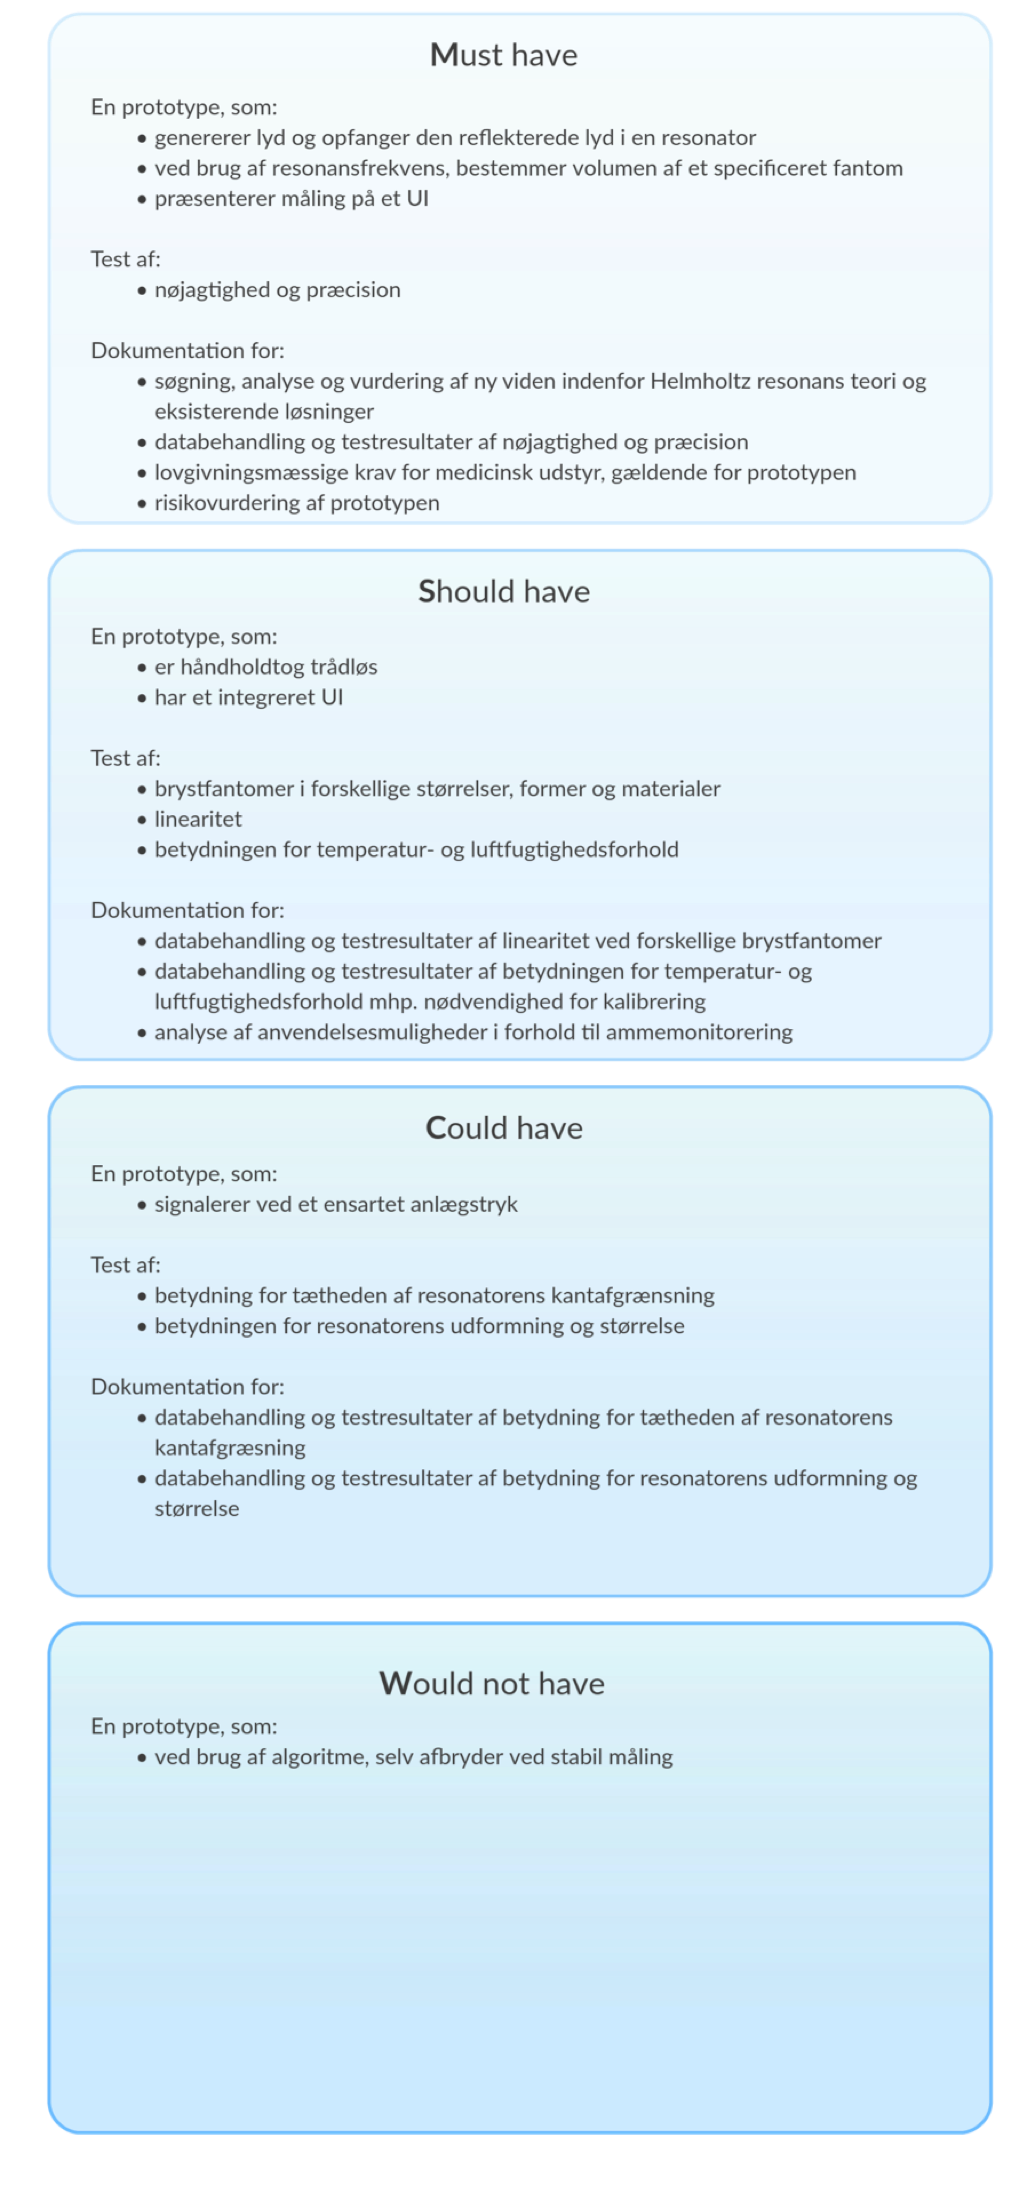 Must have
En prototype, som:
• genererer lyd og opfanger den reflekterede lyd i en resonator
• ved brug af resonansfrekvens, bestemmer volumen af et specificeret fantom
• præsenterer måling på et UI
Test af:
• nøjagtighed og præcision
Dokumentation for:
• søgning, analyse og vurdering af ny viden indenfor Helmholtz resonans teori og
eksisterende løsninger
• databehandling og testresultater af nøjagtighed og præcision
• lovgivningsmæssige krav for medicinsk udstyr, gældende for prototypen
• risikovurdering af prototypen
Should have
En prototype, som:
• er håndholdtog trådløs
• har et integreret UI
Test af:
• brystfantomer i forskellige størrelser, former og materialer
• linearitet
• betydningen for temperatur- og luftfugtighedsforhold
Dokumentation for:
• databehandling og testresultater af linearitet ved forskellige brystfantomer
• databehandling og testresultater af betydningen for temperatur- og
luftfugtighedsforhold mhp. nødvendighed for kalibrering
• analyse af anvendelsesmuligheder i forhold til ammemonitorering
Could have
En prototype, som:
• signalerer ved et ensartet anlægstryk
Test af:
• betydning for tætheden af resonatorens kantafgrænsning
• betydningen for resonatorens udformning og størrelse
Dokumentation for:
• databehandling og testresultater af betydning for tætheden af resonatorens
kantafgræsning
• databehandling og testresultater af betydning for resonatorens udformning og
størrelse
Would not have
En prototype, som:
• ved brug af algoritme, selv afbryder ved stabil måling